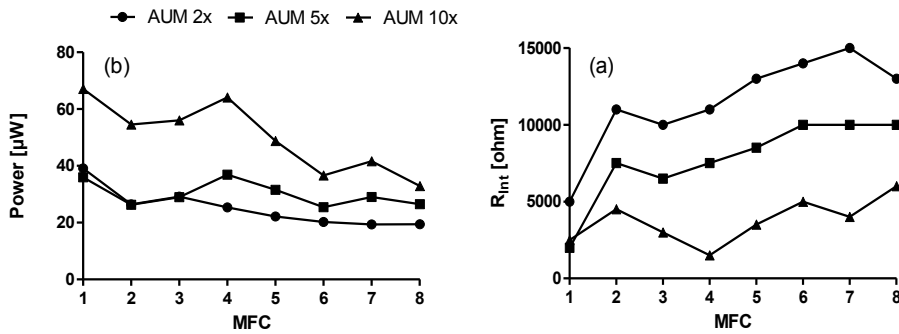 AUM 2x AUM 5x AUM 10x
(b)
Power [µW]
80
60
40
20
0
1 2 3 4 5 6 7 8
MFC
(a)
RInt [ohm]
15000
10000
5000
0
1 2 3 4 5 6 7 8
MFC